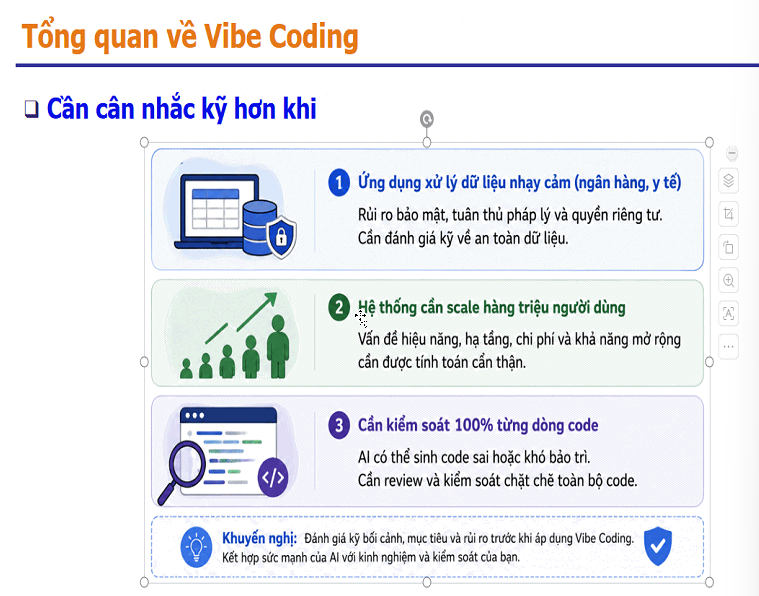 Tổng quan về Vibe Coding
Cần cân nhắc kỹ hơn khi
1 Ứng dụng xử lý dữ liệu nhạy cảm (ngân hàng, y tế)
Rủi ro bảo mật, tuân thủ pháp lý và quyền riêng tư.
Cần đánh giá kỹ về an toàn dữ liệu.
2 Hệ thống cần scale hàng triệu người dùng
Vấn đề hiệu năng, hạ tầng, chi phí và khả năng mở rộng
cần được tính toán cẩn thận.
3 Cần kiểm soát 100% từng dòng code
AI có thể sinh code sai hoặc khó bảo trì.
Cần review và kiểm soát chặt chẽ toàn bộ code.
</>
Khuyến nghị: Đánh giá kỹ bối cảnh, mục tiêu và rủi ro trước khi áp dụng Vibe Coding.
Kết hợp sức mạnh của AI với kinh nghiệm và kiểm soát của bạn.